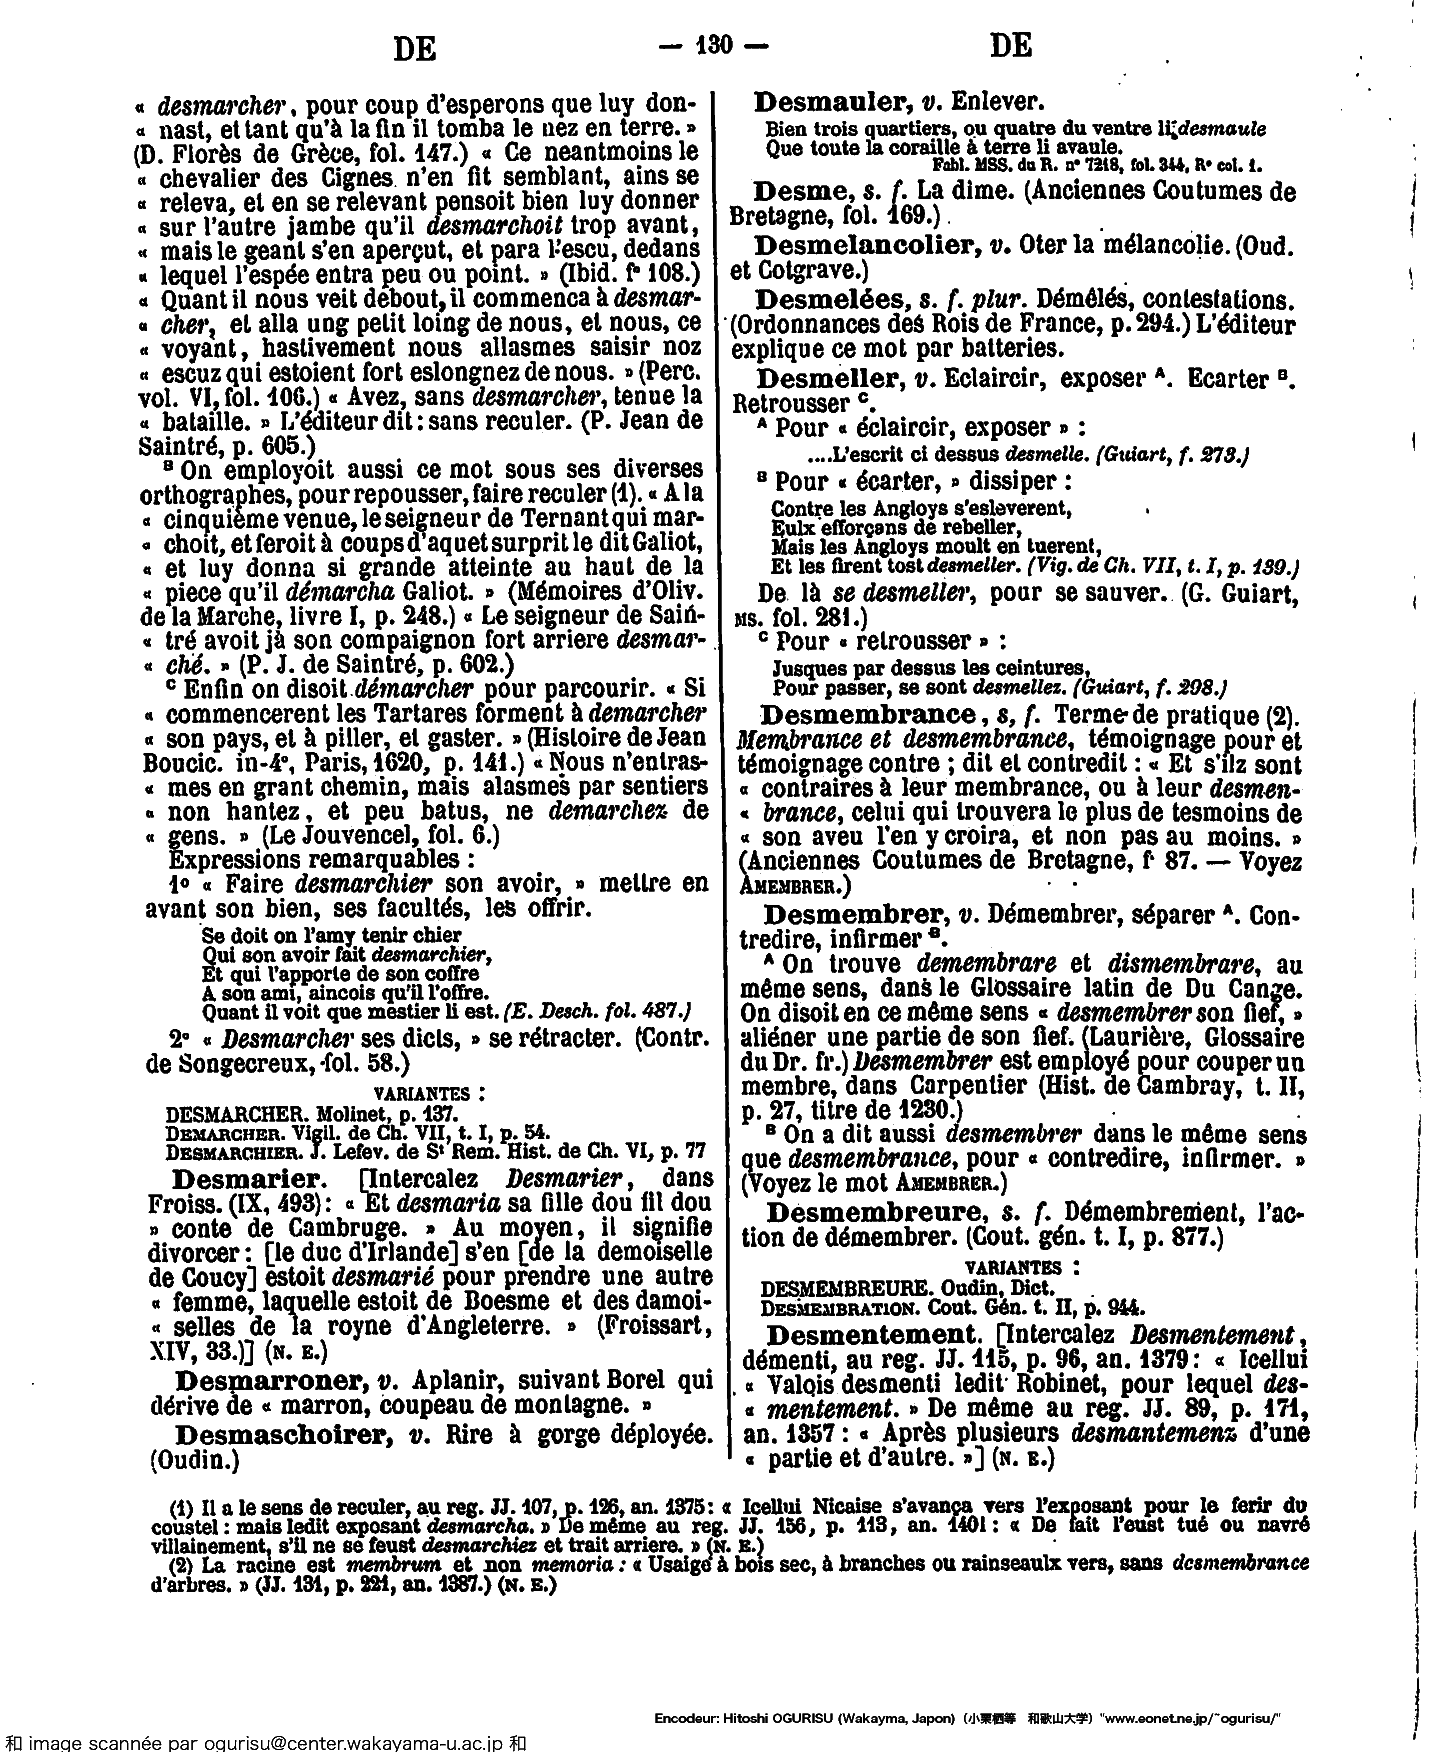 DE
— 130 —
DE
« desmarcher, pour coup d'esperons que luy don-
« nast, et tant qu'à la fin il tomba le nez en terre. »
(D. Florès de Grèce, fol. 147.) « Ce neantmoins le
« chevalier des Cignes n'en fit semblant, ains se
« releva, et en se relevant pensoit bien luy donner
« sur l'autre jambe qu'il desmarchoit trop avant,
« mais le geant s'en aperçut, et para l'escu, dedans
« lequel l'espée entra peu ou point. » (Ibid. f° 108.)
« Quant il nous veit debout, il commenca à desmar-
« cher, et alla ung petit loing de nous, et nous, ce
« voyant, hastivement nous allasmes saisir noz
« escuz qui estoient fort eslongnez de nous. » (Perc.
vol. VI, fol. 106.) « Avez, sans desmarcher, tenue la
« bataille. » L'éditeur dit : sans reculer. (P. Jean de
Saintré, p. 605.)
B On employoit aussi ce mot sous ses diverses
orthographes, pour repousser, faire reculer (1). « A la
« cinquième venue, le seigneur de Ternant qui mar-
« choit, et feroit à coups d'aquet surprit le dit Galiot,
« et luy donna si grande atteinte au haut de la
« piece qu'il démarcha Galiot. » (Mémoires d'Oliv.
de la Marche, livre I, p. 248.) « Le seigneur de Sain-
« tré avoit jà son compaignon fort arriere desmar-
« ché. » (P. J. de Saintré, p. 602.)
C Enfin on disoit démarcher pour parcourir. « Si
« commencerent les Tartares forment à demarcher
« son pays, et à piller, et gaster. » (Histoire de Jean
Boucic. in-4°, Paris, 1620, p. 141.) « Nous n'entras-
« mes en grant chemin, mais alasmes par sentiers
« non hantez, et peu batus, ne demarchez de
« gens. » (Le Jouvencel, fol. 6.)
Expressions remarquables :
1° « Faire desmarchier son avoir, » mettre en
avant son bien, ses facultés, les offrir.
Se doit on l'amy tenir chier
Qui son avoir fait desmarchier,
Et qui l'apporte de son coffre
A son ami, aincois qu'il l'offre.
Quant il voit que mestier li est. (E. Desch. fol. 487.)
2° « Desmarcher ses dicts, » se rétracter. (Contr.
de Songecreux, fol. 58.)
VARIANTES :
DESMARCHER. Molinet, p. 137.
DEMARCHER. Vigil. de Ch. VII, t. I, p. 54.
DESMARCHIER. J. Lefev. de St Rem. Hist. de Ch. VI, p. 77
Desmarier. [Intercalez Desmarier, dans
Froiss. (IX, 493) : « Et desmaria sa fille dou fil dou
» conte de Cambruge. » Au moyen, il signifie
divorcer : [le duc d'Irlande] s'en [de la demoiselle
de Coucy] estoit desmarié pour prendre une autre
« femme, laquelle estoit de Boesme et des damoi-
« selles de la royne d'Angleterre. » (Froissart,
XIV, 33.)] (N. E.)
Desmarroner, v. Aplanir, suivant Borel qui
dérive de « marron, coupeau de montagne. »
Desmaschoirer, v. Rire à gorge déployée.
(Oudin.)
Desmauler, v. Enlever.
Bien trois quartiers, ou quatre du ventre li desmaule
Que toute la coraille à terre li avaule.
Fabl. MSS. du R. n° 7218, fol. 344, R° col. 1.
Desme, s. f. La dîme. (Anciennes Coutumes de
Bretagne, fol. 169.)
Desmelancolier, v. Oter la mélancolie. (Oud.
et Cotgrave.)
Desmelées, s. f. plur. Démêlés, contestations.
(Ordonnances des Rois de France, p. 294.) L'éditeur
explique ce mot par batteries.
Desmeller, v. Eclaircir, exposer A. Ecarter B.
Retrousser C.
A Pour « éclaircir, exposer » :
....L'escrit ci dessus desmelle. (Guiart, f. 273.)
B Pour « écarter, » dissiper :
Contre les Angloys s'esleverent,
Eulx efforçans de rebeller,
Mais les Angloys moult en tuerent,
Et les firent tost desmeller. (Vig. de Ch. VII, t. I, p. 139.)
De là se desmeller, pour se sauver. (G. Guiart,
MS. fol. 281.)
C Pour « retrousser » :
Jusques par dessus les ceintures,
Pour passer, se sont desmellez. (Guiart, f. 298.)
Desmembrance, s, f. Terme de pratique (2).
Membrance et desmembrance, témoignage pour et
témoignage contre ; dit et contredit : « Et s'ilz sont
« contraires à leur membrance, ou à leur desmen-
« brance, celui qui trouvera le plus de tesmoins de
« son aveu l'en y croira, et non pas au moins. »
(Anciennes Coutumes de Bretagne, f° 87. — Voyez
AMEMBRER.)
Desmembrer, v. Démembrer, séparer A. Con-
tredire, infirmer B.
A On trouve demembrare et dismembrare, au
même sens, dans le Glossaire latin de Du Cange.
On disoit en ce même sens « desmembrer son fief, »
aliéner une partie de son fief. (Laurière, Glossaire
du Dr. fr.) Desmembrer est employé pour couper un
membre, dans Carpentier (Hist. de Cambray, t. II,
p. 27, titre de 1230.)
B On a dit aussi desmembrer dans le même sens
que desmembrance, pour « contredire, infirmer. »
(Voyez le mot AMEMBRER.)
Desmembreure, s. f. Démembrement, l'ac-
tion de démembrer. (Cout. gén. t. I, p. 877.)
VARIANTES :
DESMEMBREURE. Oudin, Dict.
DESMEMBRATION. Cout. Gén. t. II, p. 944.
Desmentement. [Intercalez Desmentement,
démenti, au reg. JJ. 115, p. 96, an. 1379 : « Icellui
« Valois desmenti ledit Robinet, pour lequel des-
« mentement. » De même au reg. JJ. 89, p. 171,
an. 1357 : « Après plusieurs desmantemenz d'une
« partie et d'autre. »] (N. E.)
(1) Il a le sens de reculer, au reg. JJ. 107, p. 126, an. 1375 : « Icellui Nicaise s'avança vers l'exposant pour le ferir du
coustel : mais ledit exposant desmarcha. » De même au reg. JJ. 156, p. 113, an. 1401 : « De fait l'eust tué ou navré
villainement, s'il ne se feust desmarchiez et trait arriere. » (N. E.)
(2) La racine est membrum et non memoria : « Usaige à bois sec, à branches ou rainseaulx vers, sans desmembrance
d'arbres. » (JJ. 131, p. 221, an. 1387.) (N. E.)
Encodeur: Hitoshi OGURISU (Wakayma, Japon) (小栗栖等 和歌山大学) "www.eonet.ne.jp/~ogurisu/"
和 image scannée par ogurisu@center.wakayama-u.ac.jp 和